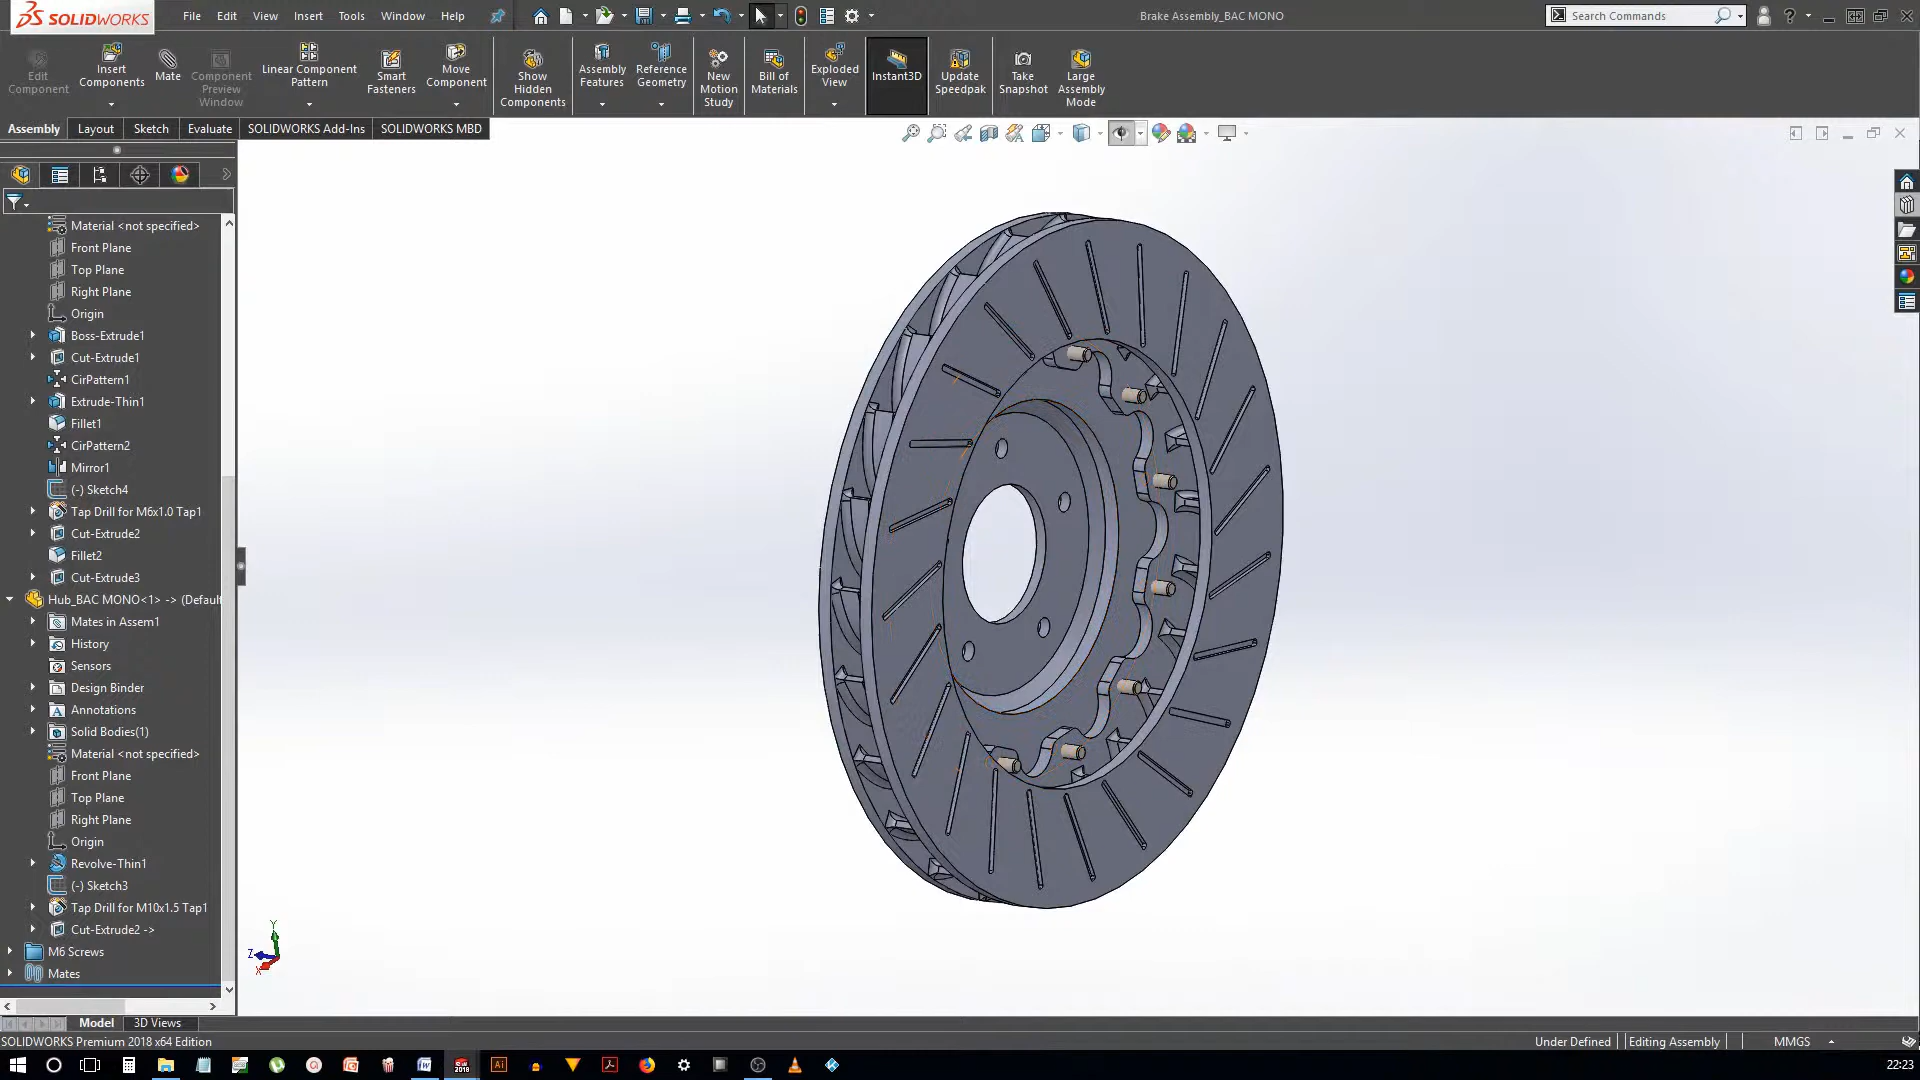 SOLIDWORKS
File Edit View Insert Tools Window Help
Brake Assembly_BAC MONO
Search Commands
Edit Component
Insert Components
Mate
Component Preview Window
Linear Component Pattern
Smart Fasteners
Move Component
Show Hidden Components
Assembly Features
Reference Geometry
New Motion Study
Bill of Materials
Exploded View
Instant3D
Update Speedpak
Take Snapshot
Large Assembly Mode
Assembly Layout Sketch Evaluate SOLIDWORKS Add-Ins SOLIDWORKS MBD
Material <not specified>
Front Plane
Top Plane
Right Plane
Origin
Boss-Extrude1
Cut-Extrude1
CirPattern1
Extrude-Thin1
Fillet1
CirPattern2
Mirror1
(-) Sketch4
Tap Drill for M6x1.0 Tap1
Cut-Extrude2
Fillet2
Cut-Extrude3
Hub_BAC MONO<1> -> (Default
Mates in Assem1
History
Sensors
Design Binder
Annotations
Solid Bodies(1)
Material <not specified>
Front Plane
Top Plane
Right Plane
Origin
Revolve-Thin1
(-) Sketch3
Tap Drill for M10x1.5 Tap1
Cut-Extrude2 ->
M6 Screws
Mates
Y
Z
X
Model 3D Views
SOLIDWORKS Premium 2018 x64 Edition
Under Defined Editing Assembly MMGS
22:23